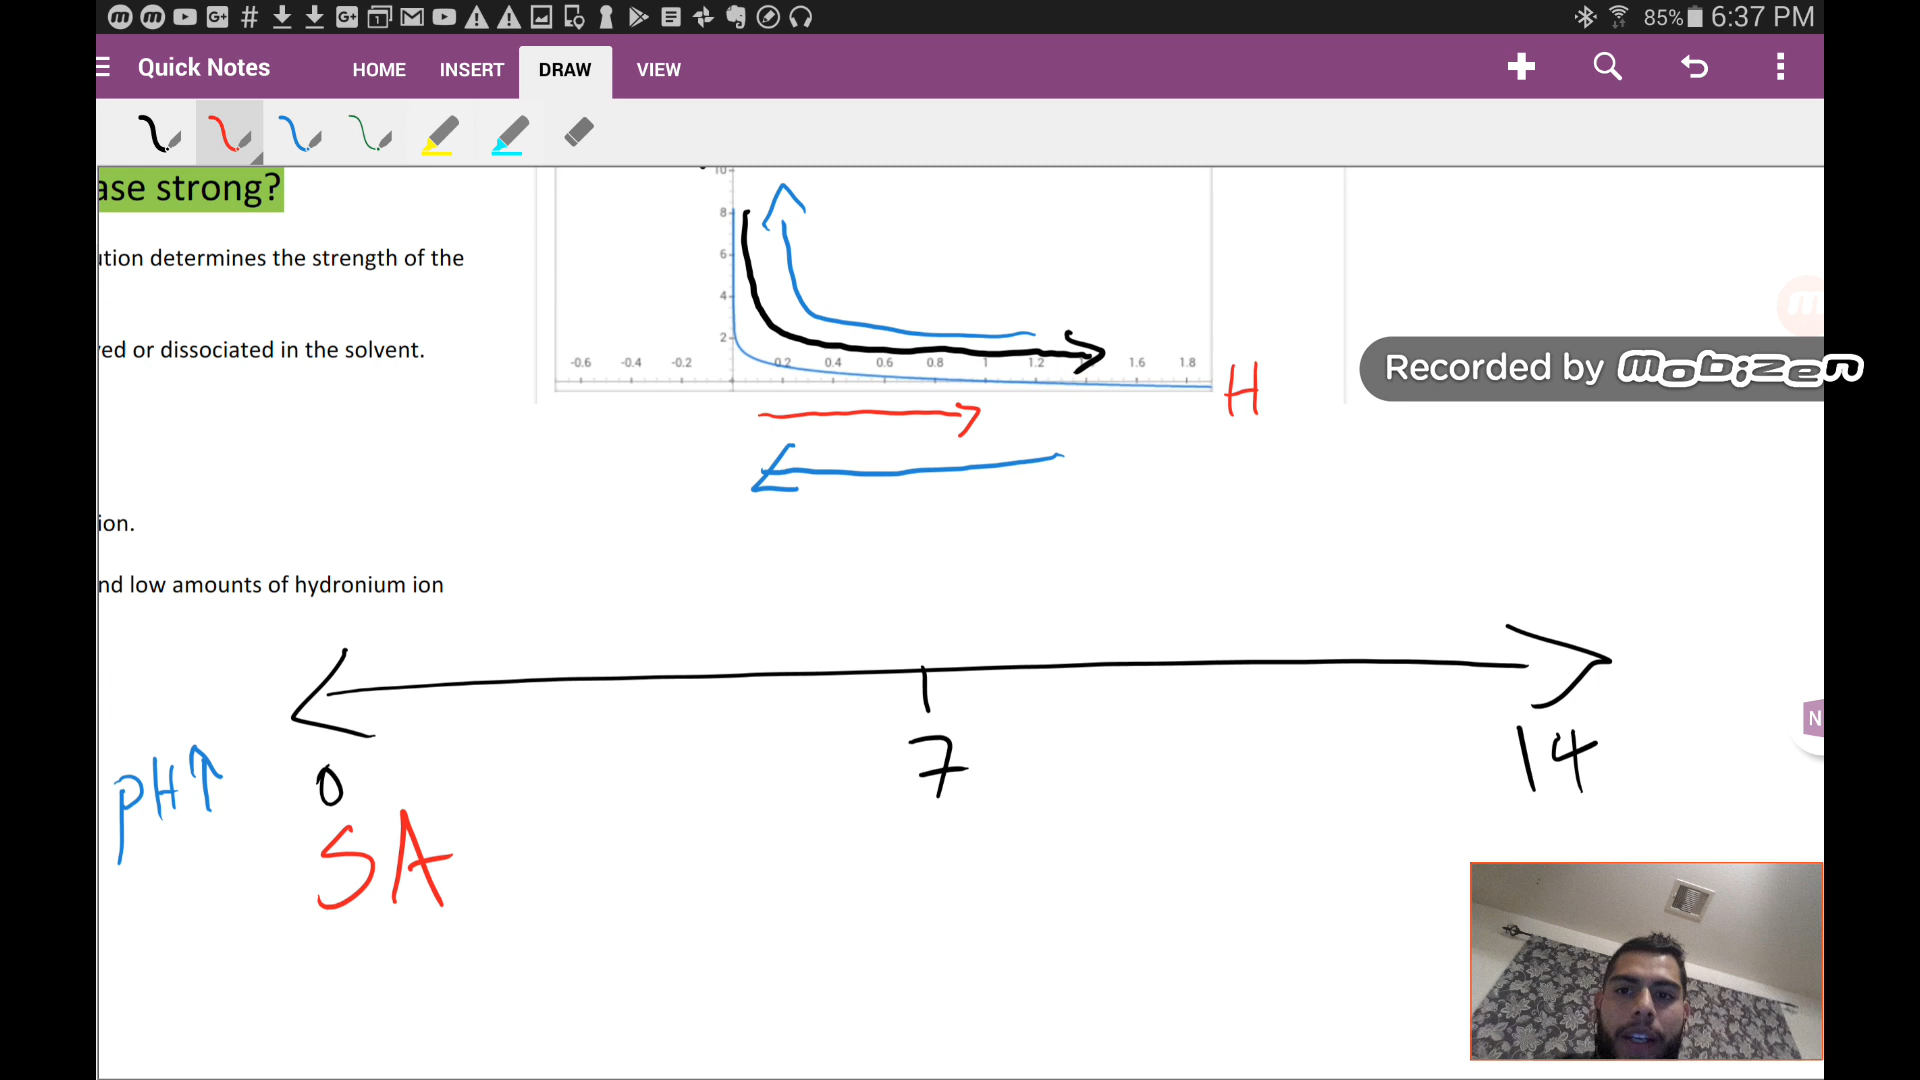 85% 6:37 PM
Quick Notes HOME INSERT DRAW VIEW
ase strong?
ution determines the strength of the
ved or dissociated in the solvent.
ion.
nd low amounts of hydronium ion
10
8
6
4
2
-0.6 -0.4 -0.2 0.2 0.4 0.6 0.8 1 1.2 1.6 1.8
H
Recorded by mobizen
N
0 7 14
pH↑
SA